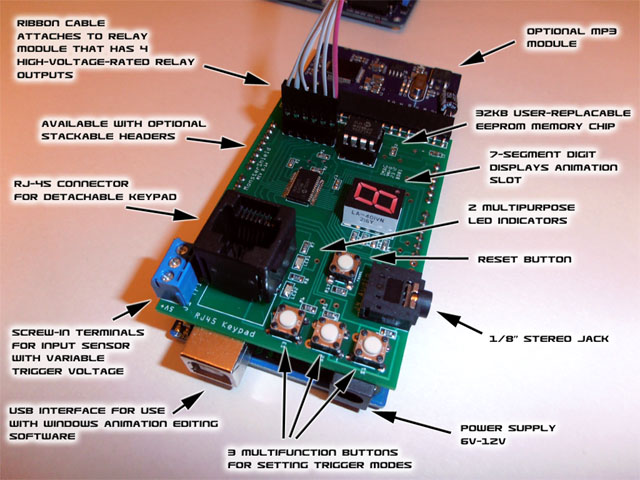 RIBBON CABLE
ATTACHES TO RELAY
MODULE THAT HAS 4
HIGH-VOLTAGE-RATED RELAY
OUTPUTS
OPTIONAL MP3
MODULE
AVAILABLE WITH OPTIONAL
STACKABLE HEADERS
32KB USER-REPLACABLE
EEPROM MEMORY CHIP
7-SEGMENT DIGIT
DISPLAYS ANIMATION
SLOT
RJ-45 CONNECTOR
FOR DETACHABLE KEYPAD
2 MULTIPURPOSE
LED INDICATORS
RESET BUTTON
SCREW-IN TERMINALS
FOR INPUT SENSOR
WITH VARIABLE
TRIGGER VOLTAGE
1/8" STEREO JACK
USB INTERFACE FOR USE
WITH WINDOWS ANIMATION EDITING
SOFTWARE
POWER SUPPLY
6V-12V
3 MULTIFUNCTION BUTTONS
FOR SETTING TRIGGER MODES
LA-401VN
RJ45 Keypad
+5V